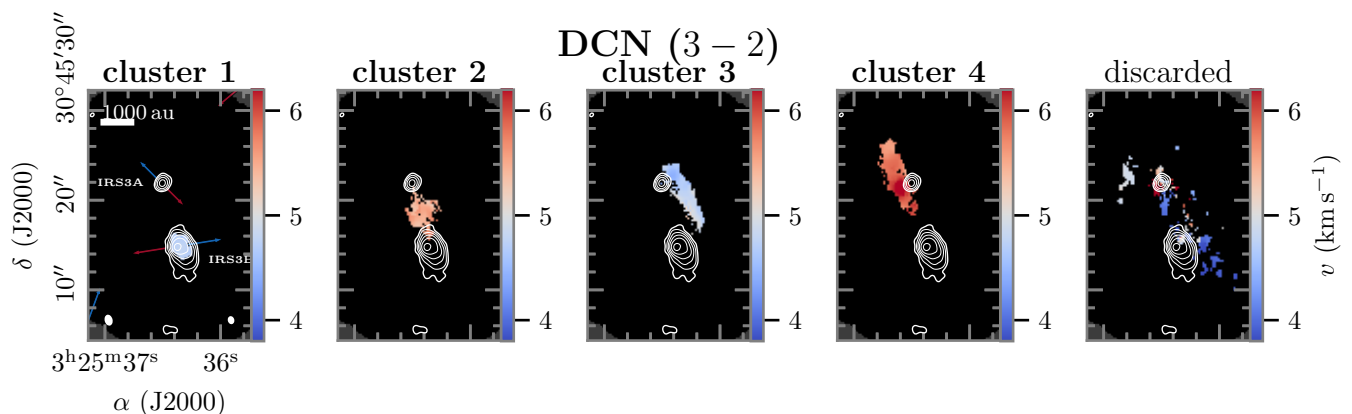 DCN (3 − 2)
cluster 1
cluster 2
cluster 3
cluster 4
discarded
30°45′30″
20″
10″
δ (J2000)
1000 au
IRS3A
IRS3B
6
5
4
6
5
4
6
5
4
6
5
4
6
5
4
v (km s⁻¹)
3ʰ25ᵐ37ˢ
36ˢ
α (J2000)